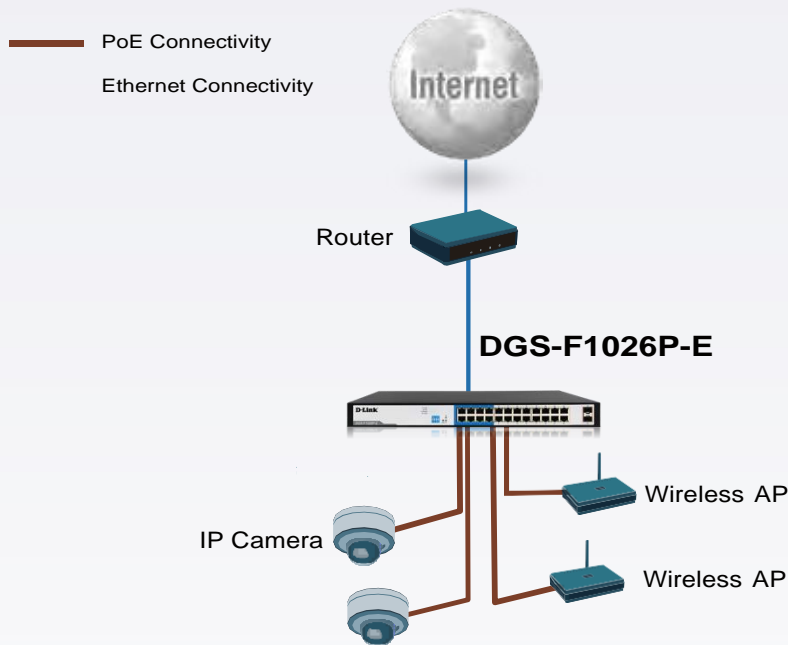 PoE Connectivity
Ethernet Connectivity
Internet
Router
DGS-F1026P-E
D-Link
Wireless AP
IP Camera
Wireless AP